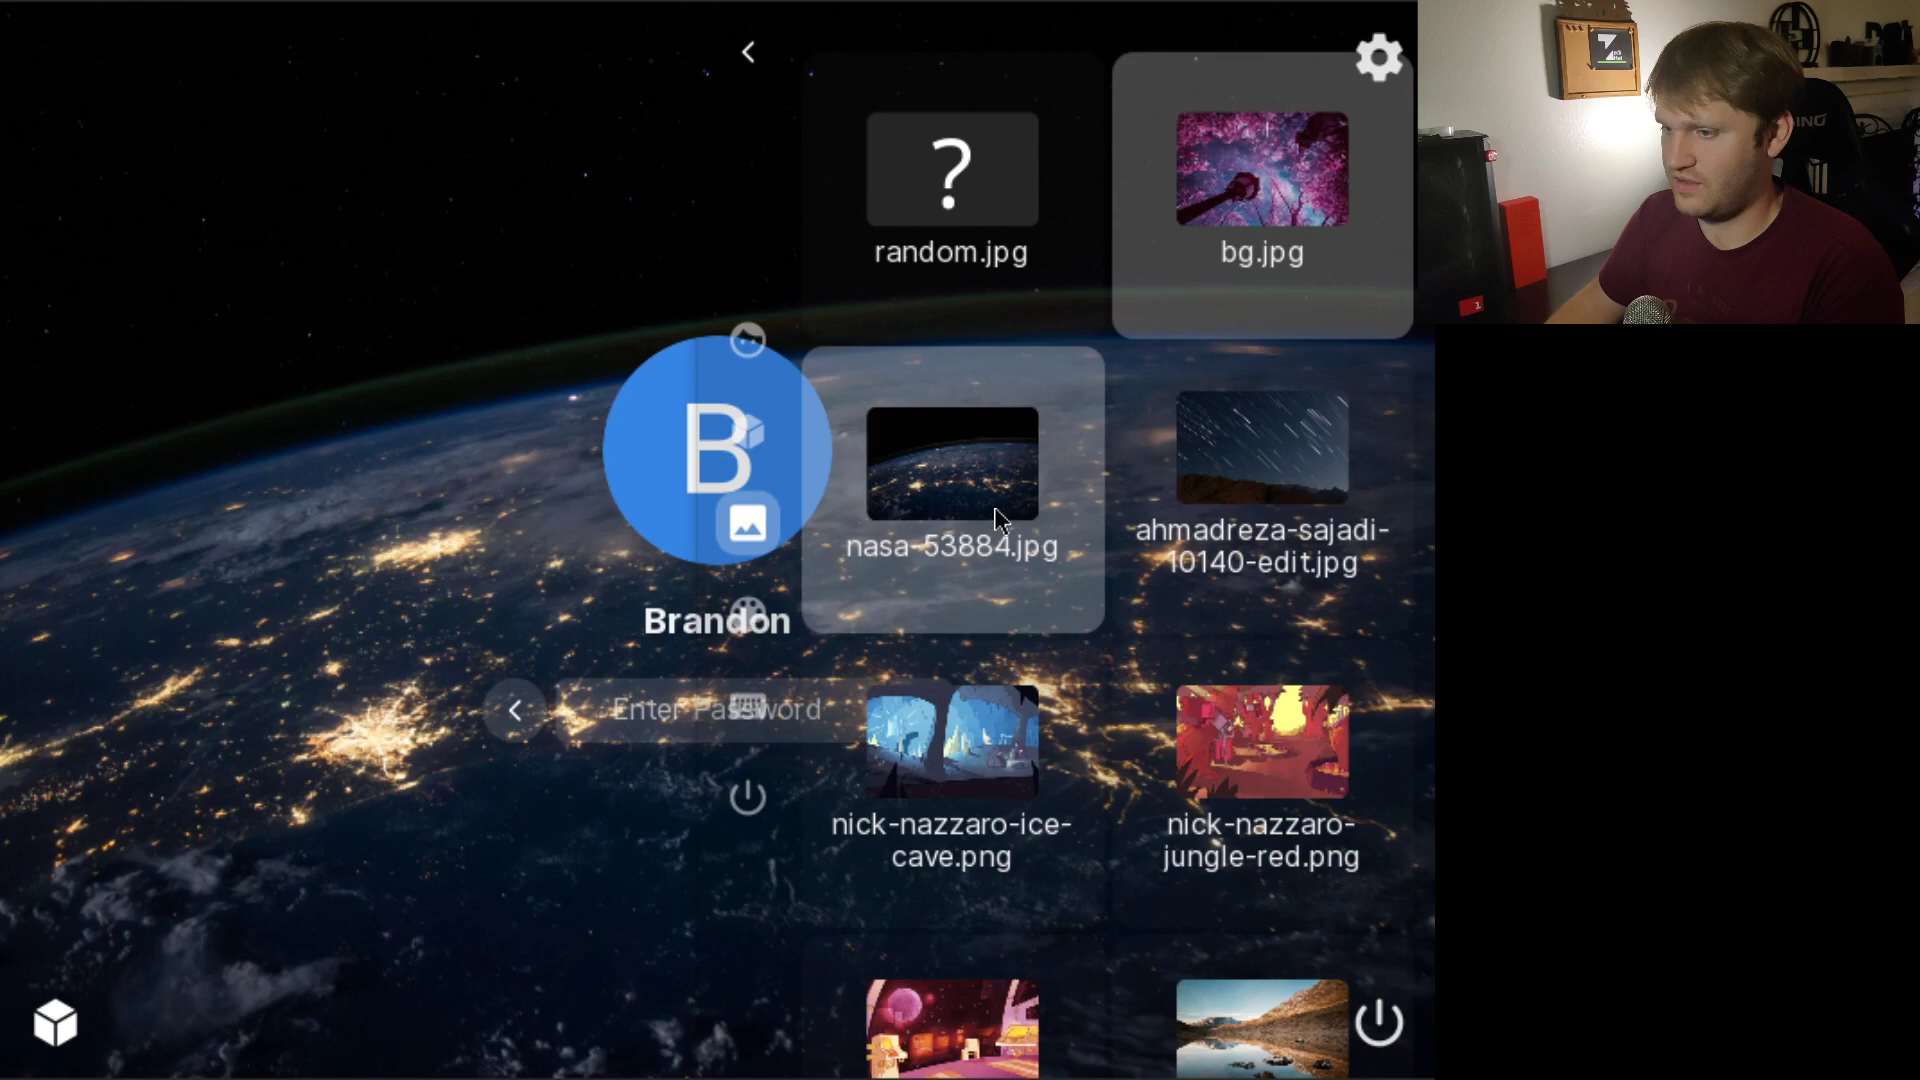 ?
random.jpg
bg.jpg
B
nasa-53884.jpg
ahmadreza-sajadi-
10140-edit.jpg
Brandon
Enter Password
nick-nazzaro-ice-
cave.png
nick-nazzaro-
jungle-red.png
1